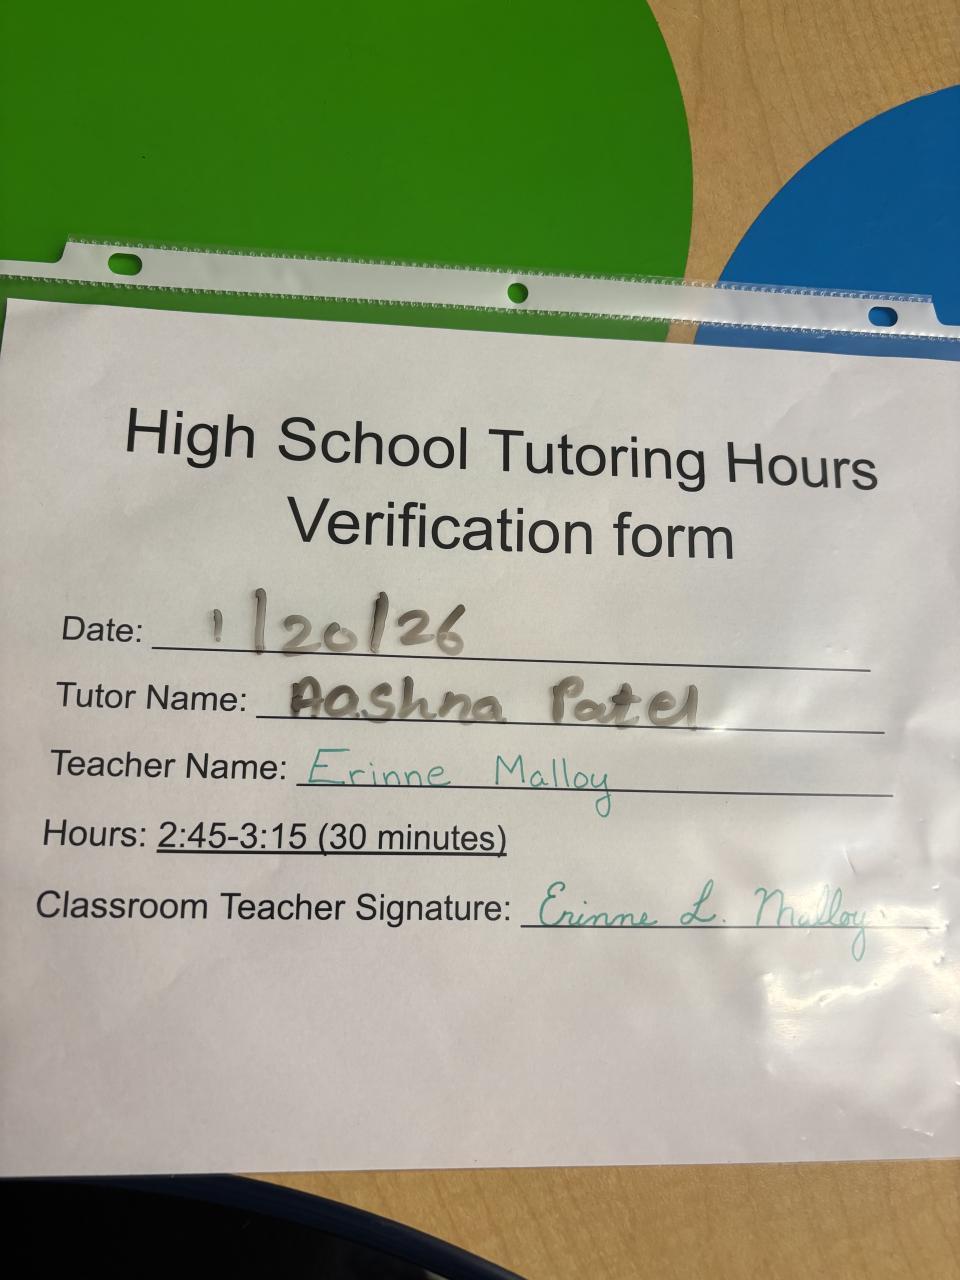 High School Tutoring Hours
Verification form
Date: 1/20/26
Tutor Name: Aashna Patel
Teacher Name: Erinne Malloy
Hours: 2:45-3:15 (30 minutes)
Classroom Teacher Signature: Erinne L. Malloy